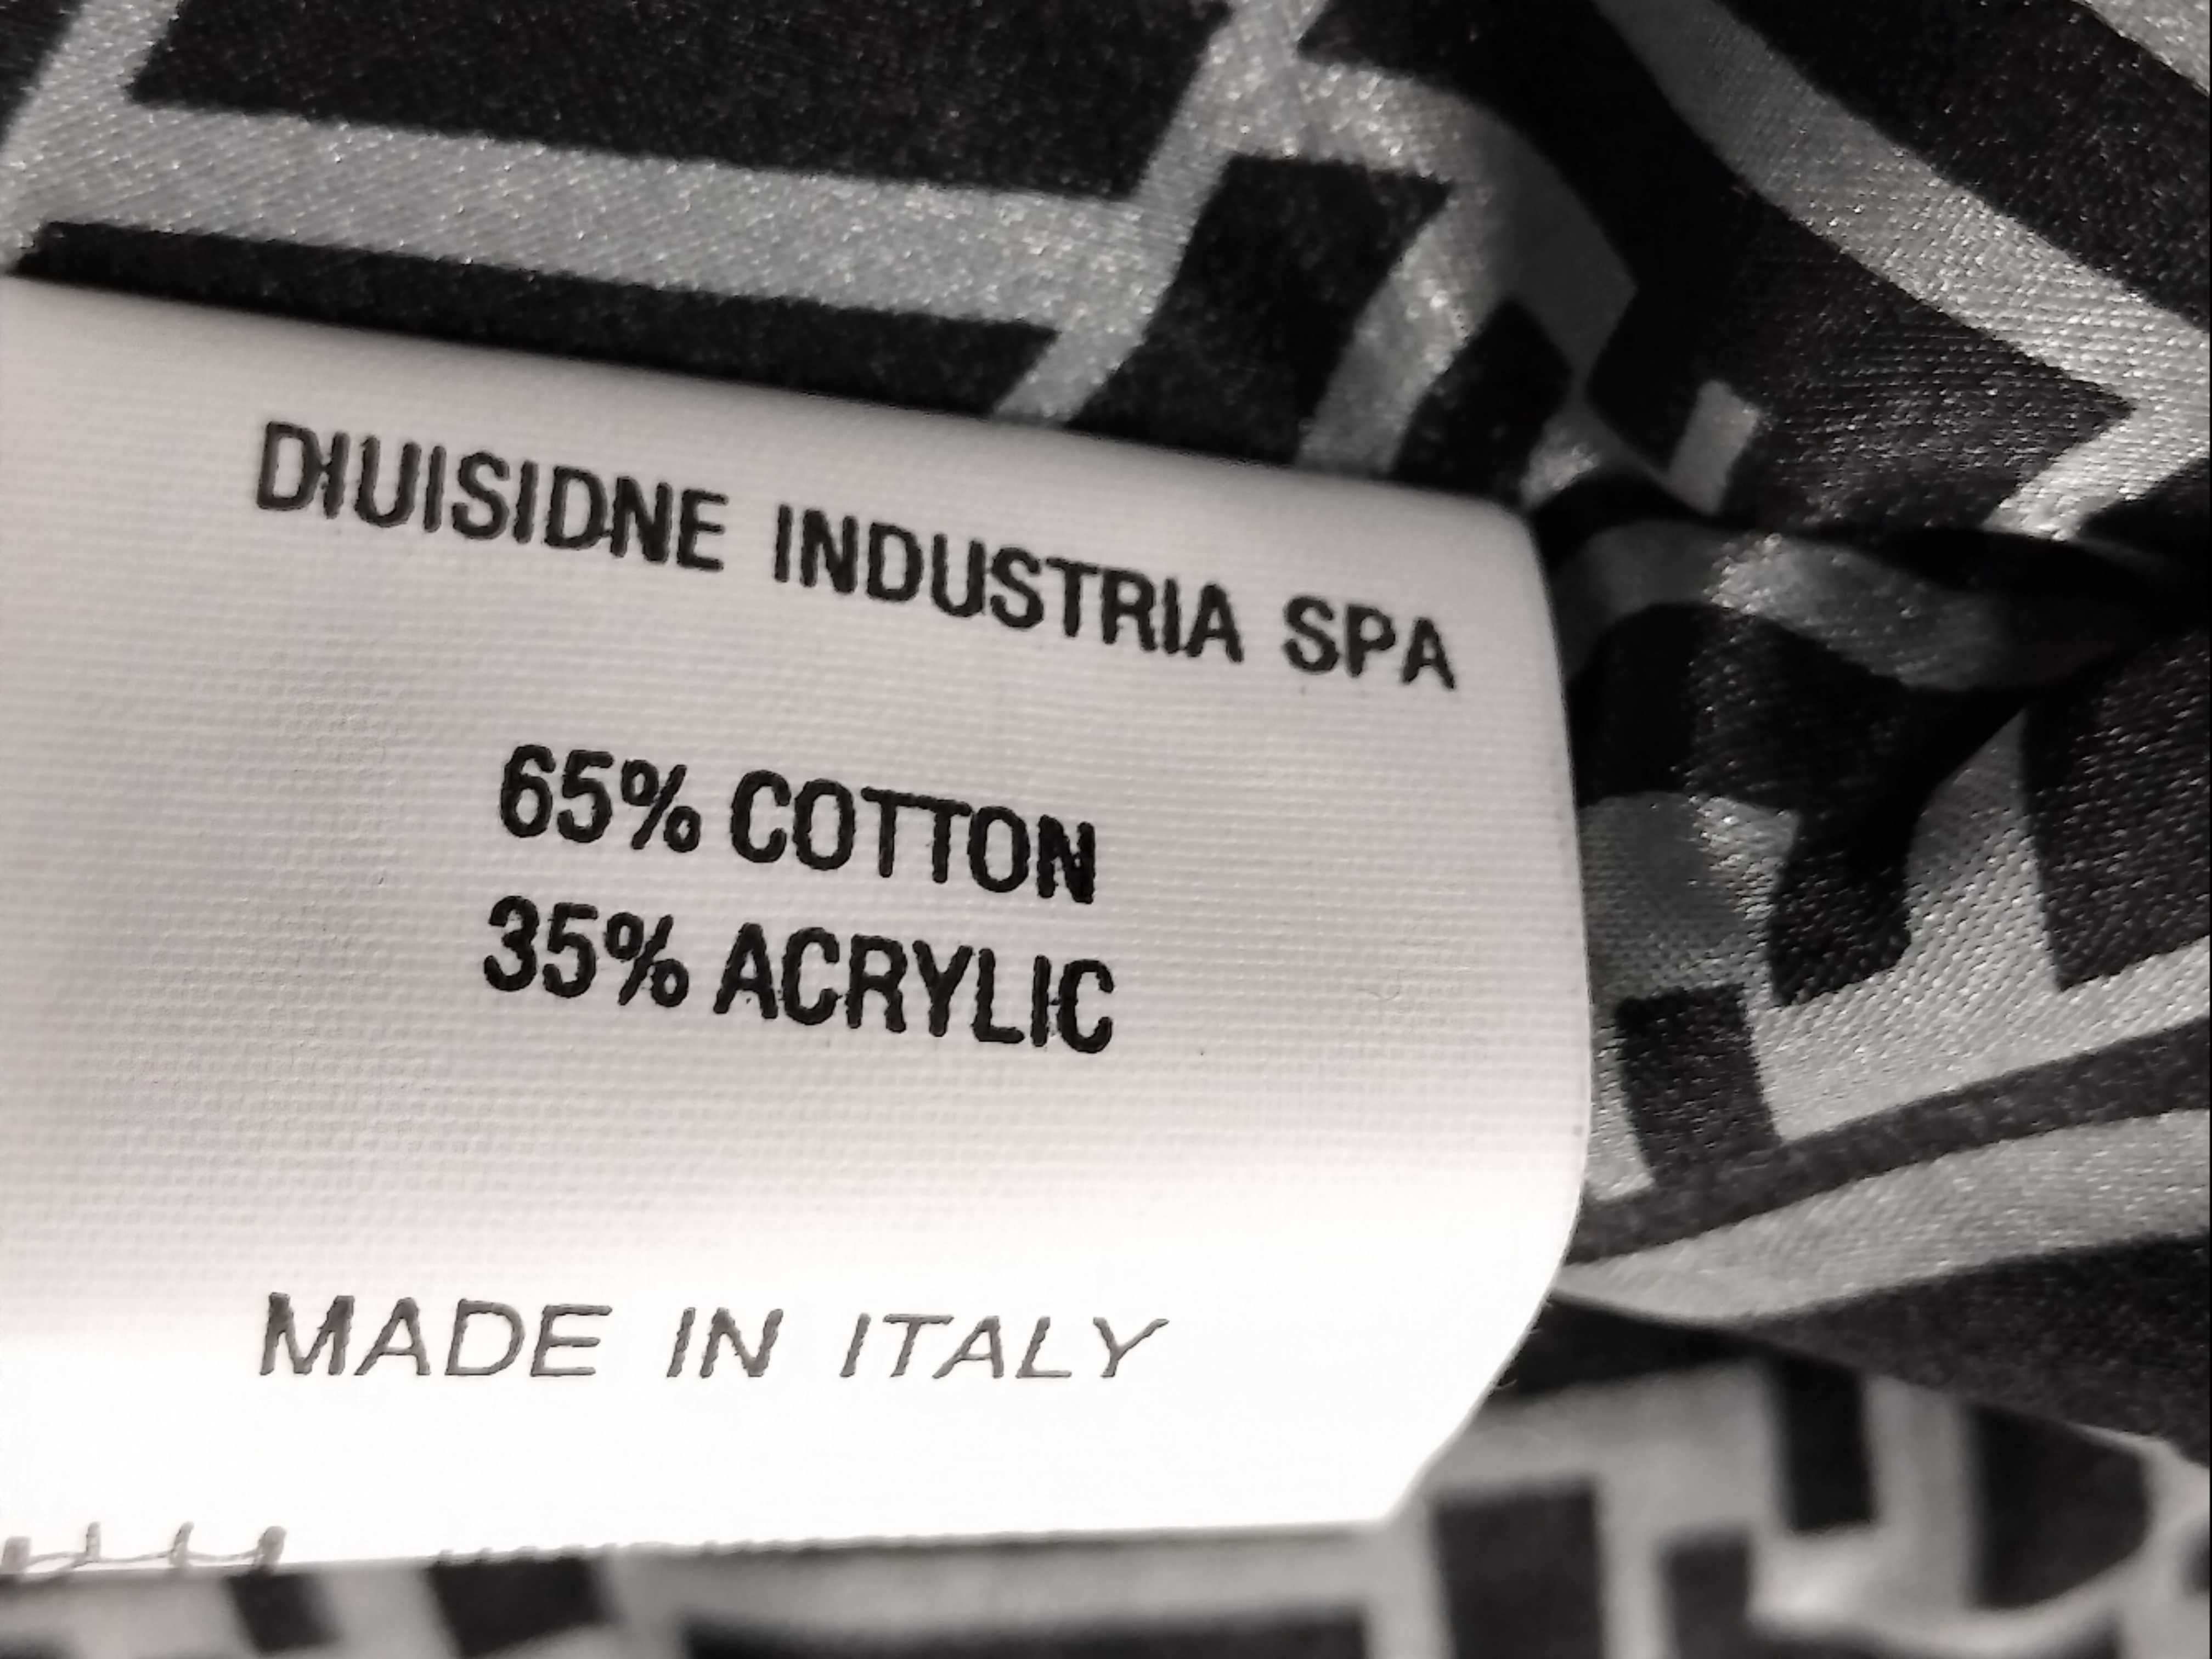 DIUISIDNE INDUSTRIA SPA
65% COTTON
35% ACRYLIC
MADE IN ITALY